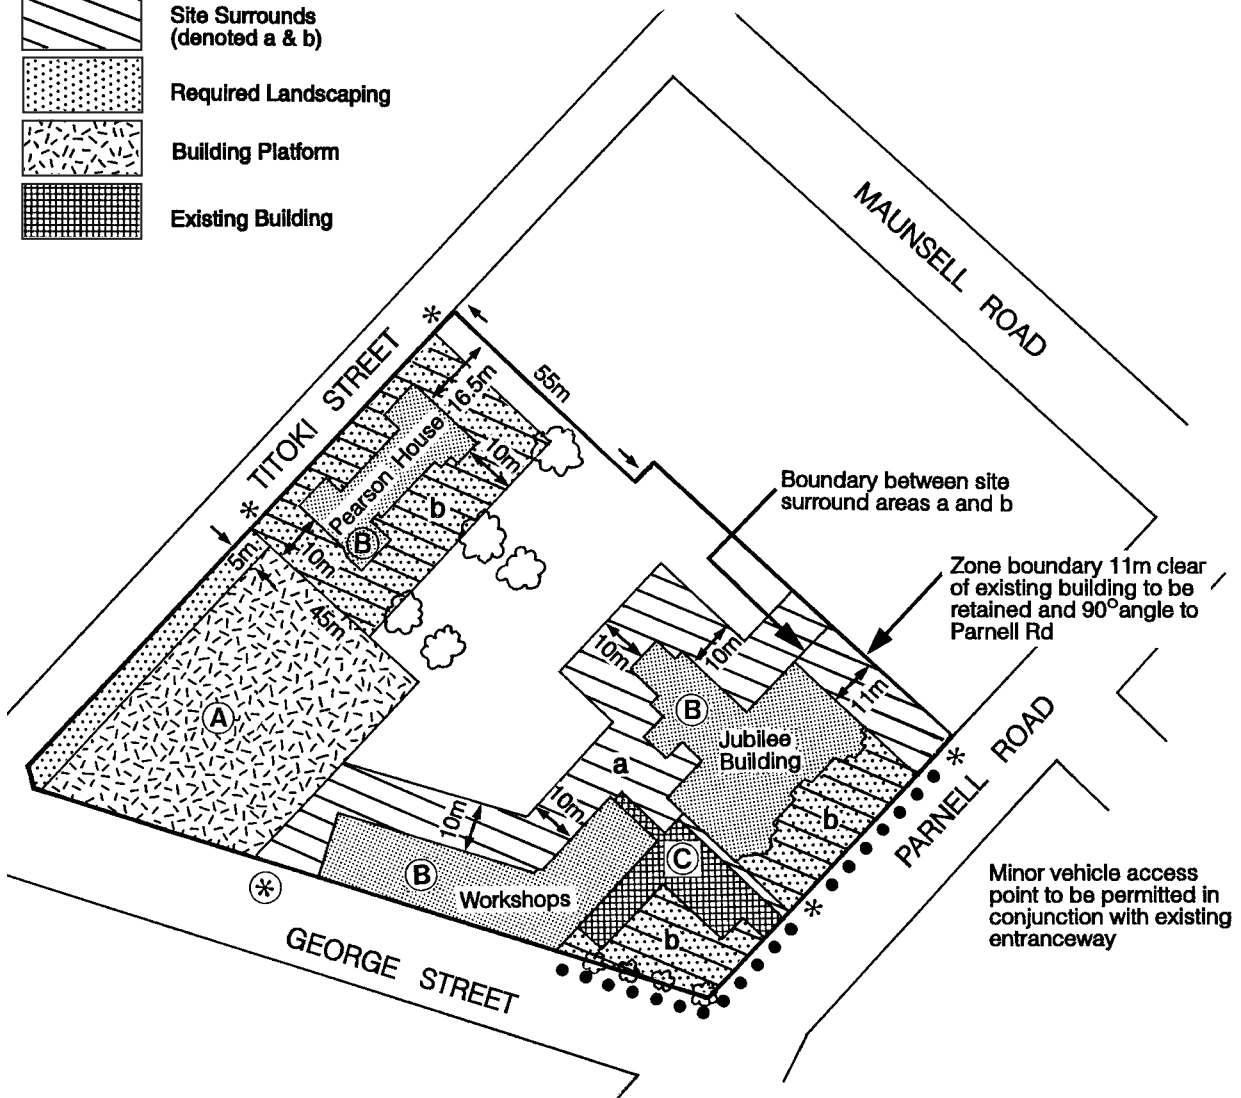 Site Surrounds
(denoted a & b)
Required Landscaping
Building Platform
Existing Building
MAUNSELL ROAD
TITOKI STREET
*
*
55m
16.5m
10m
Pearson House
b
B
10m
5m
45m
A
Boundary between site
surround areas a and b
Zone boundary 11m clear
of existing building to be
retained and 90°angle to
Parnell Rd
10m
10m
11m
B
Jubilee
Building
a
b
10m
10m
C
B
Workshops
b
*
*
*
PARNELL ROAD
GEORGE STREET
Minor vehicle access
point to be permitted in
conjunction with existing
entranceway